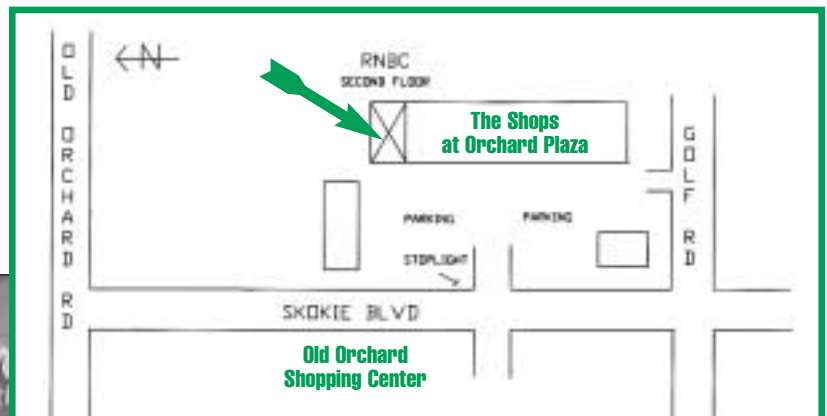 OLD ORCHARD RD
N
RNBC
SECOND FLOOR
The Shops
at Orchard Plaza
GOLF RD
PARKING
PARKING
STOPLIGHT
SKOKIE BLVD
Old Orchard
Shopping Center